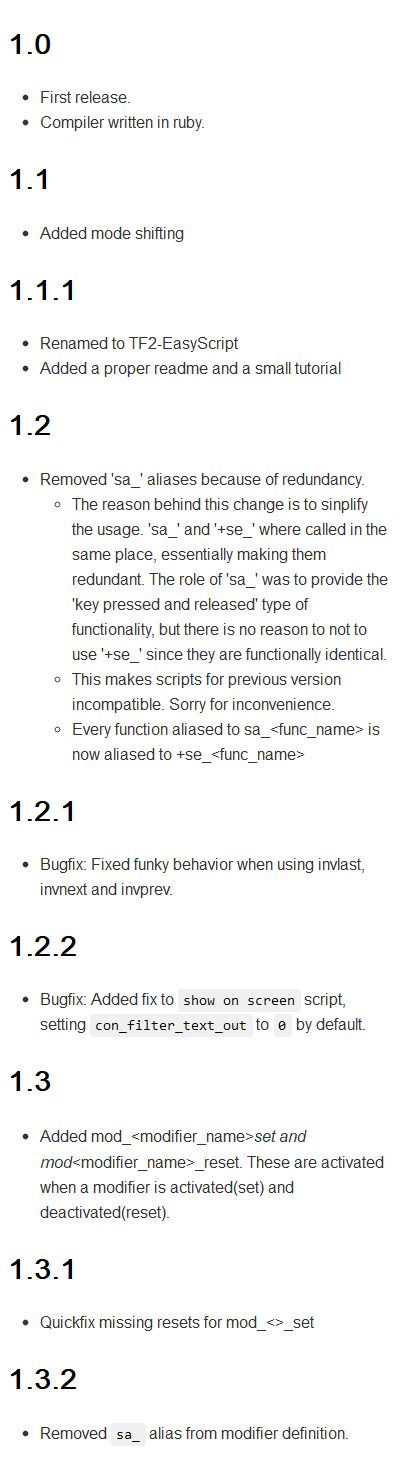 1.0
• First release.
• Compiler written in ruby.
1.1
• Added mode shifting
1.1.1
• Renamed to TF2-EasyScript
• Added a proper readme and a small tutorial
1.2
• Removed 'sa_' aliases because of redundancy.
◦ The reason behind this change is to sinplify
the usage. 'sa_' and '+se_' where called in the
same place, essentially making them
redundant. The role of 'sa_' was to provide the
'key pressed and released' type of
functionality, but there is no reason to not to
use '+se_' since they are functionally identical.
◦ This makes scripts for previous version
incompatible. Sorry for inconvenience.
◦ Every function aliased to sa_<func_name> is
now aliased to +se_<func_name>
1.2.1
• Bugfix: Fixed funky behavior when using invlast,
invnext and invprev.
1.2.2
• Bugfix: Added fix to show on screen script,
setting con_filter_text_out to 0 by default.
1.3
• Added mod_<modifier_name>set and
mod<modifier_name>_reset. These are activated
when a modifier is activated(set) and
deactivated(reset).
1.3.1
• Quickfix missing resets for mod_<>_set
1.3.2
• Removed sa_ alias from modifier definition.